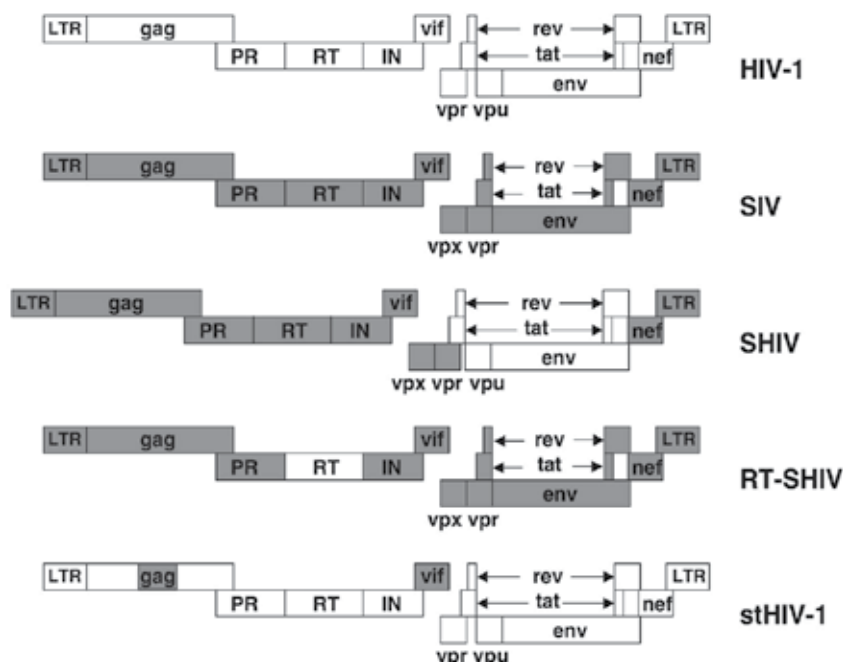 LTR gag vif rev LTR
PR RT IN tat nef
HIV-1
env
vpr vpu
LTR gag vif rev LTR
PR RT IN tat nef
SIV
env
vpx vpr
LTR gag vif rev LTR
PR RT IN tat nef
SHIV
env
vpx vpr vpu
LTR gag vif rev LTR
PR RT IN tat nef
RT-SHIV
env
vpx vpr
LTR gag vif rev LTR
PR RT IN tat nef
stHIV-1
env
vpr vpu